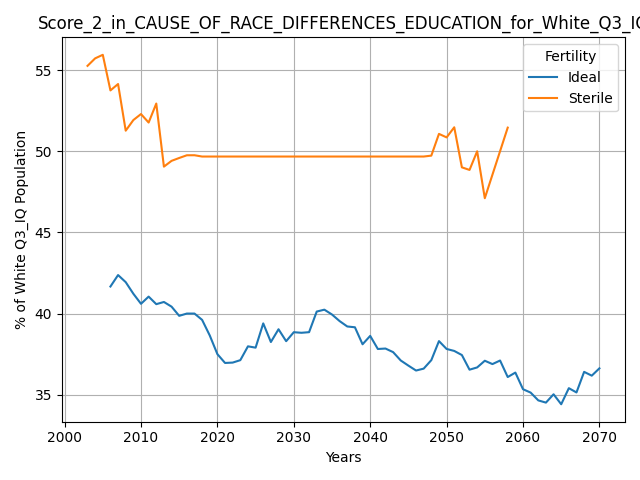 Score_2_in_CAUSE_OF_RACE_DIFFERENCES_EDUCATION_for_White_Q3_IQ
Fertility
Ideal
Sterile
% of White Q3_IQ Population
55
50
45
40
35
2000 2010 2020 2030 2040 2050 2060 2070
Years